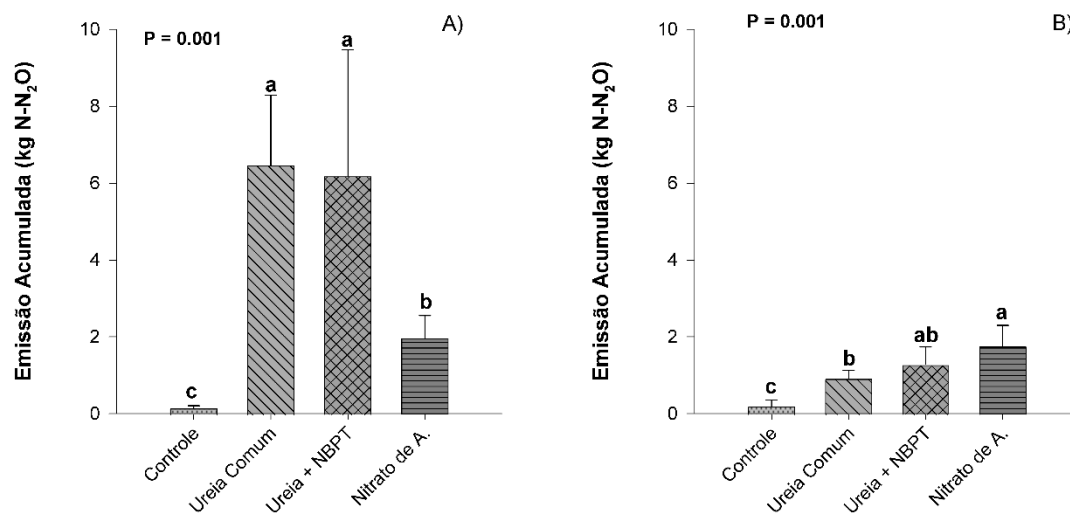 A)
P = 0.001
Emissão Acumulada (kg N-N₂O)
10
8
6
4
2
0
c
a
a
b
Controle
Ureia Comum
Ureia + NBPT
Nitrato de A.
B)
P = 0.001
Emissão Acumulada (kg N-N₂O)
10
8
6
4
2
0
c
b
ab
a
Controle
Ureia Comum
Ureia + NBPT
Nitrato de A.